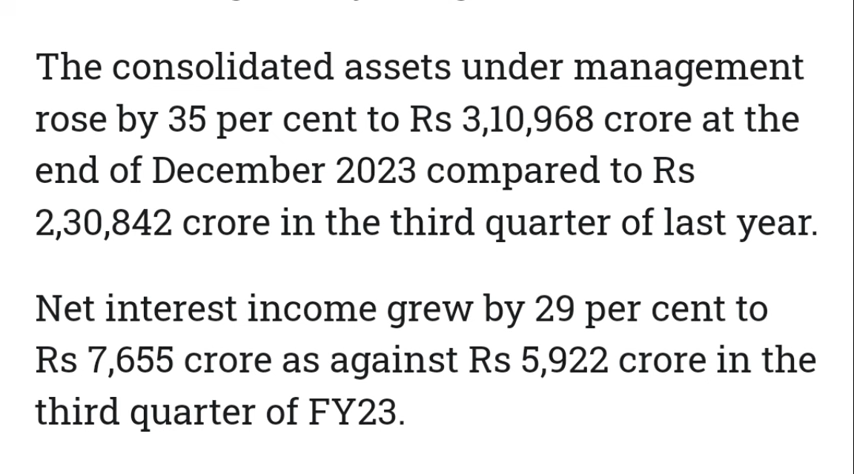 The consolidated assets under management
rose by 35 per cent to Rs 3,10,968 crore at the
end of December 2023 compared to Rs
2,30,842 crore in the third quarter of last year.
Net interest income grew by 29 per cent to
Rs 7,655 crore as against Rs 5,922 crore in the
third quarter of FY23.